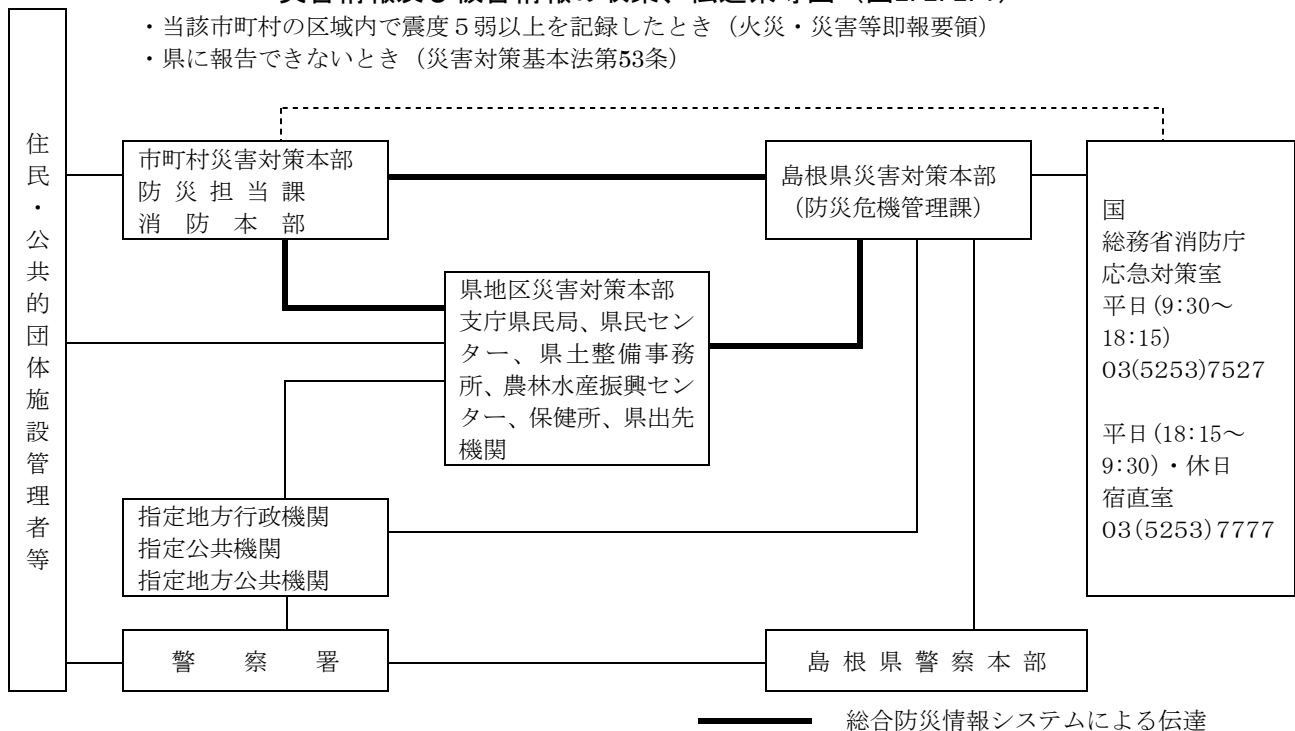 ・当該市町村の区域内で震度５弱以上を記録したとき（火災・災害等即報要領）
・県に報告できないとき（災害対策基本法第53条）
住民・公共的団体施設管理者等
市町村災害対策本部
防災担当課
消防本部
島根県災害対策本部
（防災危機管理課）
国
総務省消防庁
応急対策室
平日(9:30～
18:15)
03(5253)7527
平日(18:15～
9:30)・休日
宿直室
03(5253)7777
県地区災害対策本部
支庁県民局、県民セン
ター、県土整備事務
所、農林水産振興セン
ター、保健所、県出先
機関
指定地方行政機関
指定公共機関
指定地方公共機関
警察署
島根県警察本部
総合防災情報システムによる伝達